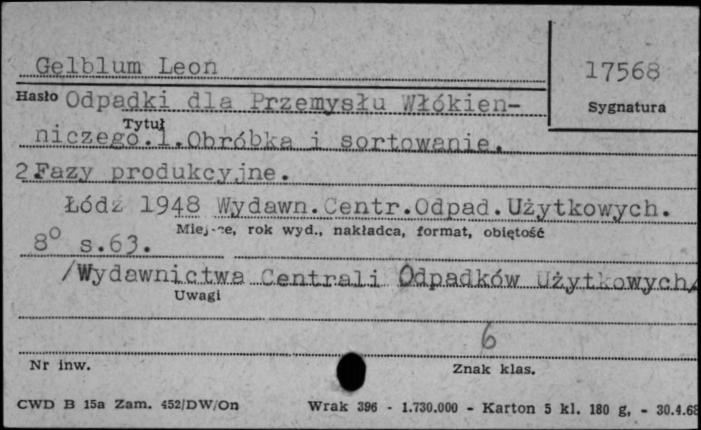 Gelblum Leon
17568
Hasło Odpadki dla Przemysłu Włókien-
Sygnatura
Tytuł
niczego.1.Obróbka i sortowanie.
2 Fazy produkcyjne.
Łódź 1948 Wydawn.Centr.Odpad.Użytkowych.
Miejsce, rok wyd., nakładca, format, obiętość
8° s.63.
/Wydawnictwa Centrali Odpadków Użytkowych/
Uwagi
6
Nr inw.
Znak klas.
CWD B 15a Zam. 452/DW/On Wrak 396 - 1.730.000 - Karton 5 kl. 180 g, - 30.4.68